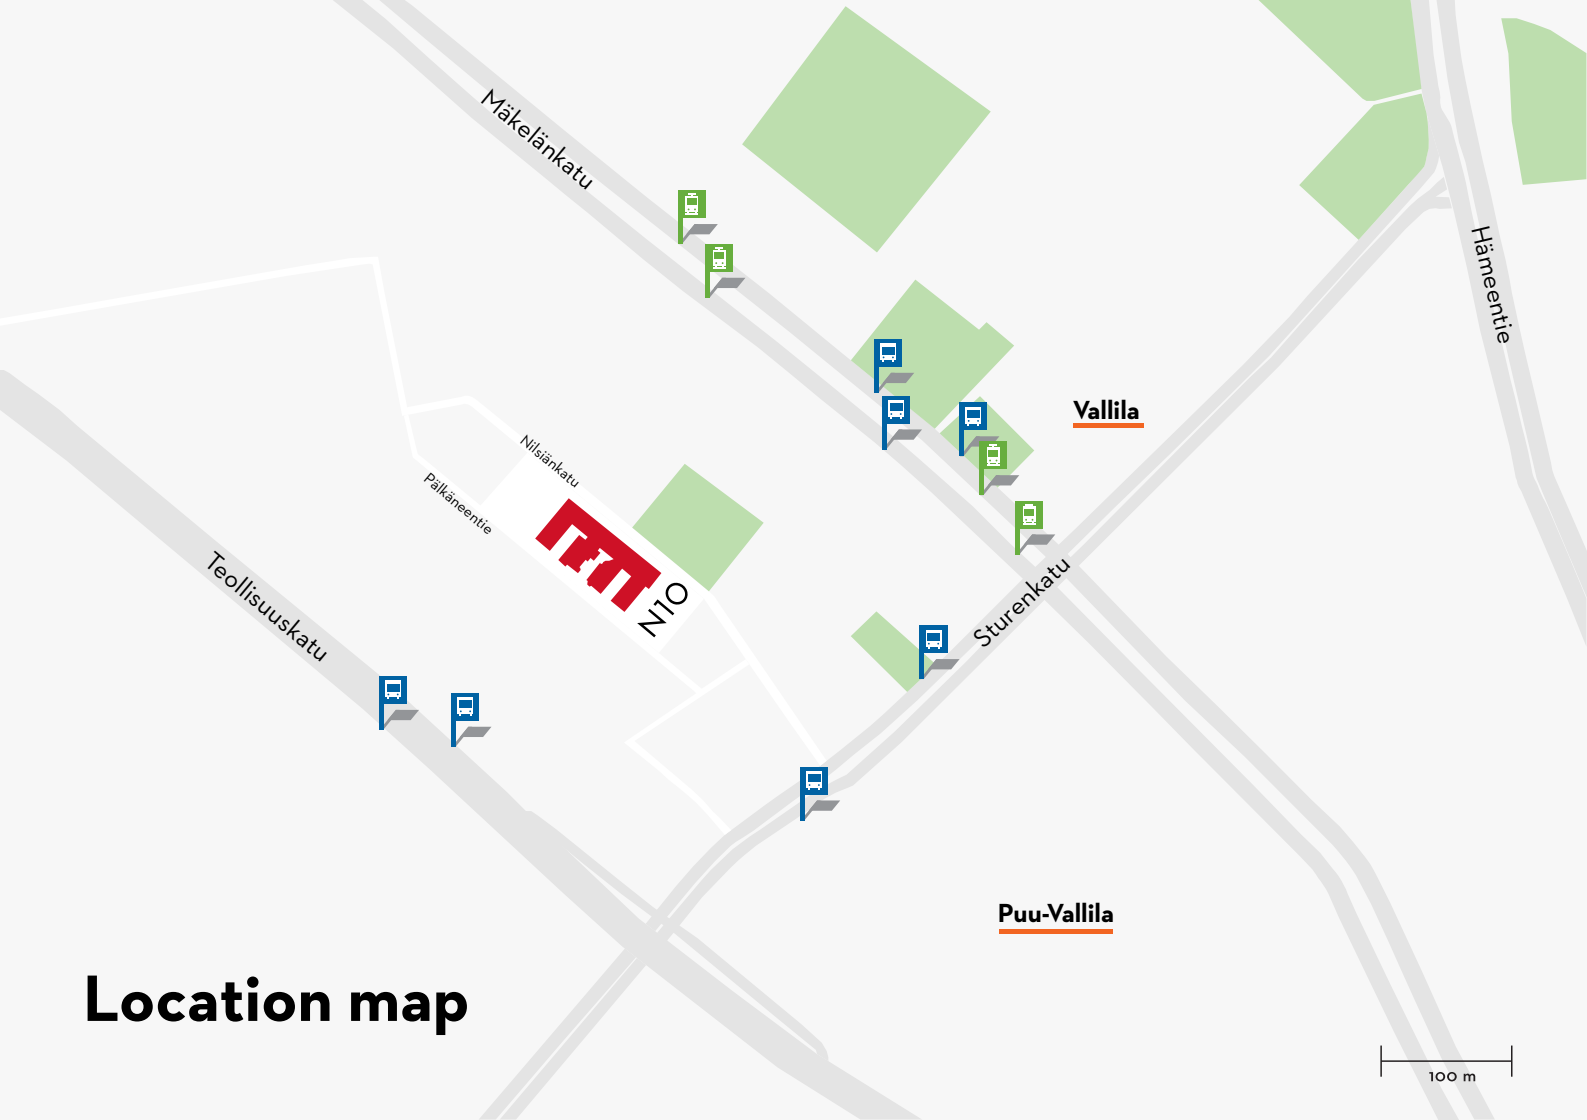 Mäkelänkatu
Hämeentie
Vallila
Nilsiänkatu
Pälkäneentie
Teollisuuskatu
N10
Sturenkatu
Puu-Vallila
Location map
100 m